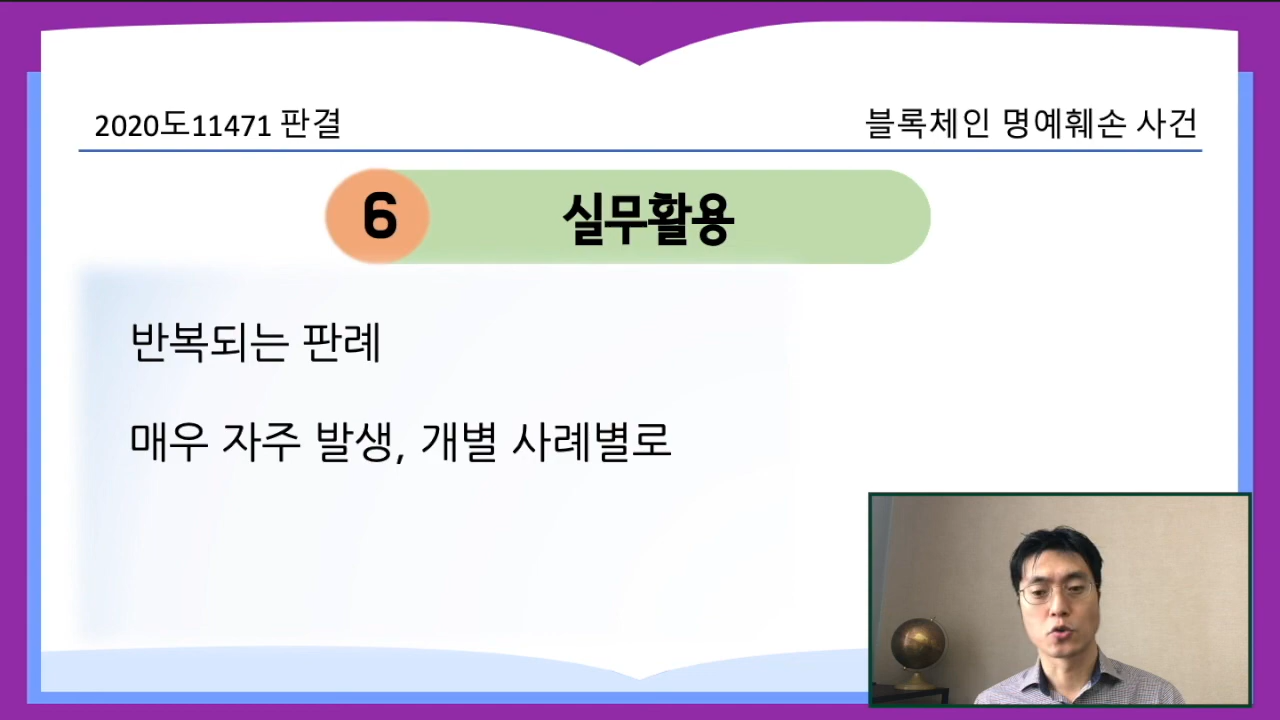 2020도11471 판결
블록체인 명예훼손 사건
6 실무활용
반복되는 판례
매우 자주 발생, 개별 사례별로